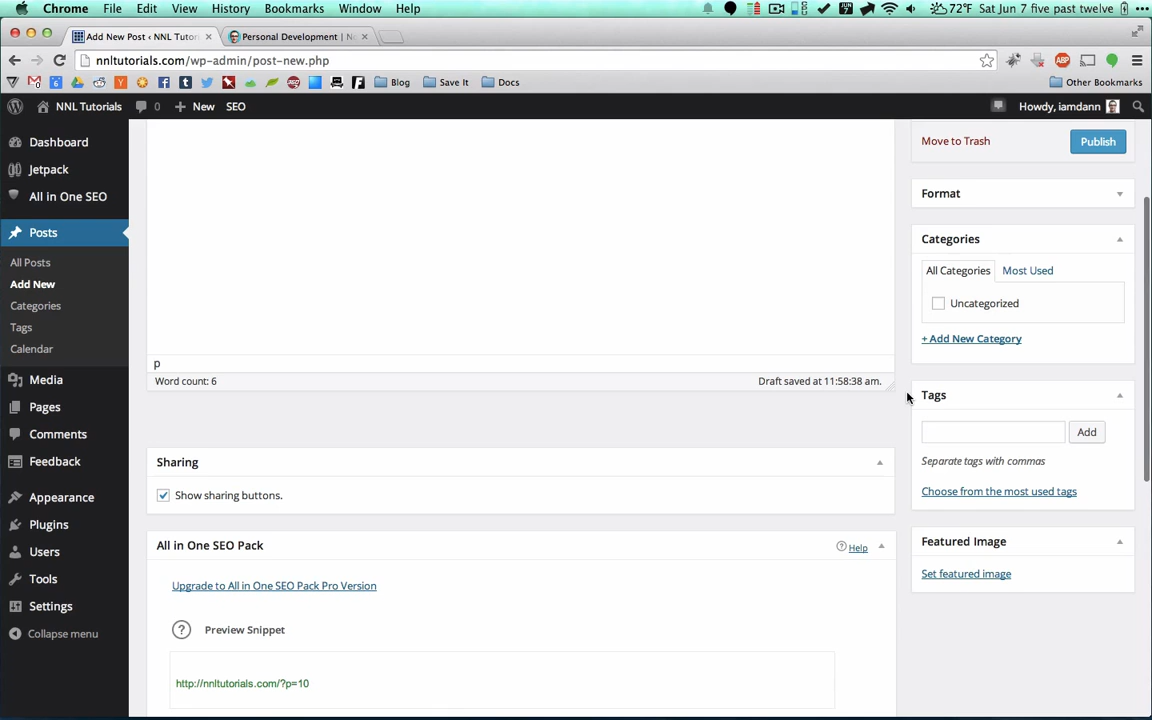 Chrome File Edit View History Bookmarks Window Help 72°F Sat Jun 7 five past twelve
Add New Post ‹ NNL Tutori × Personal Development | N ×
nnltutorials.com/wp-admin/post-new.php
Blog Save It Docs Other Bookmarks
NNL Tutorials 0 + New SEO Howdy, iamdann
Dashboard
Jetpack
All in One SEO
Posts
All Posts
Add New
Categories
Tags
Calendar
Media
Pages
Comments
Feedback
Appearance
Plugins
Users
Tools
Settings
Collapse menu
p
Word count: 6 Draft saved at 11:58:38 am.
Sharing
Show sharing buttons.
All in One SEO Pack Help
Upgrade to All in One SEO Pack Pro Version
? Preview Snippet
http://nnltutorials.com/?p=10
Move to Trash Publish
Format
Categories
All Categories Most Used
Uncategorized
+ Add New Category
Tags
Add
Separate tags with commas
Choose from the most used tags
Featured Image
Set featured image